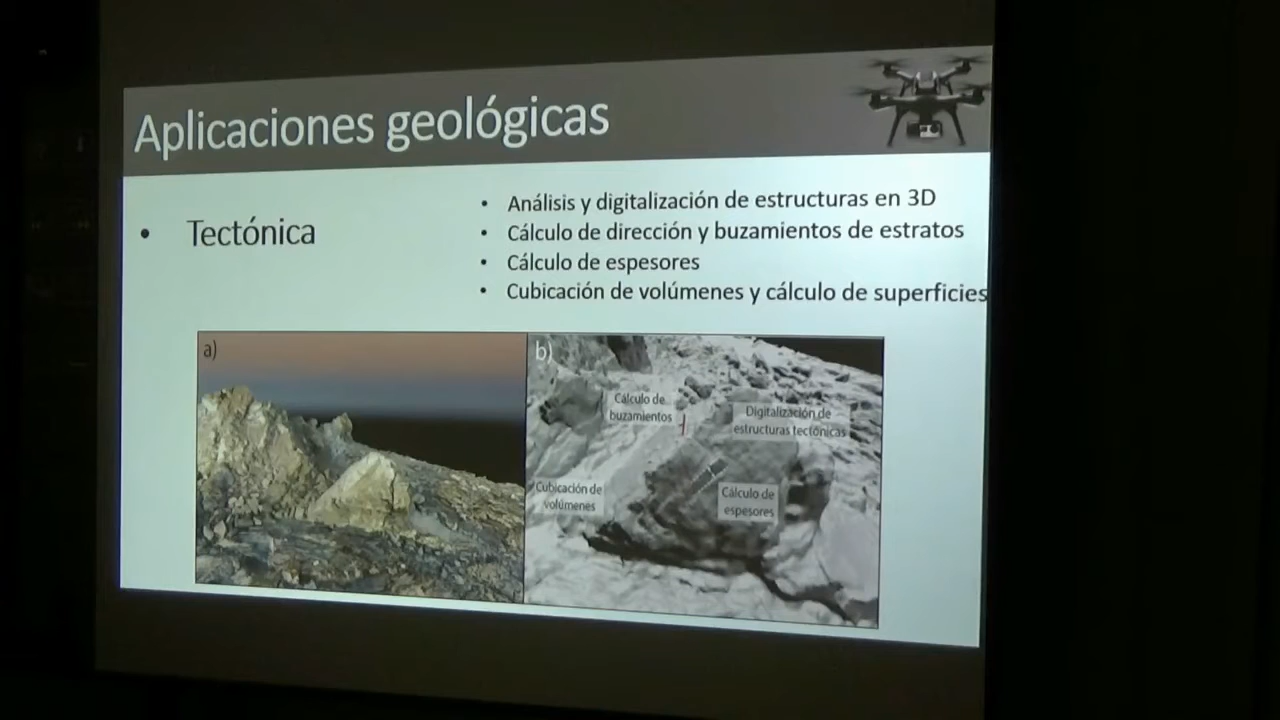 Aplicaciones geológicas
• Tectónica
• Análisis y digitalización de estructuras en 3D
• Cálculo de dirección y buzamientos de estratos
• Cálculo de espesores
• Cubicación de volúmenes y cálculo de superficies
a)
b)
Cálculo de
buzamientos
Digitalización de
estructuras tectónicas
Cubicación de
volúmenes
Cálculo de
espesores